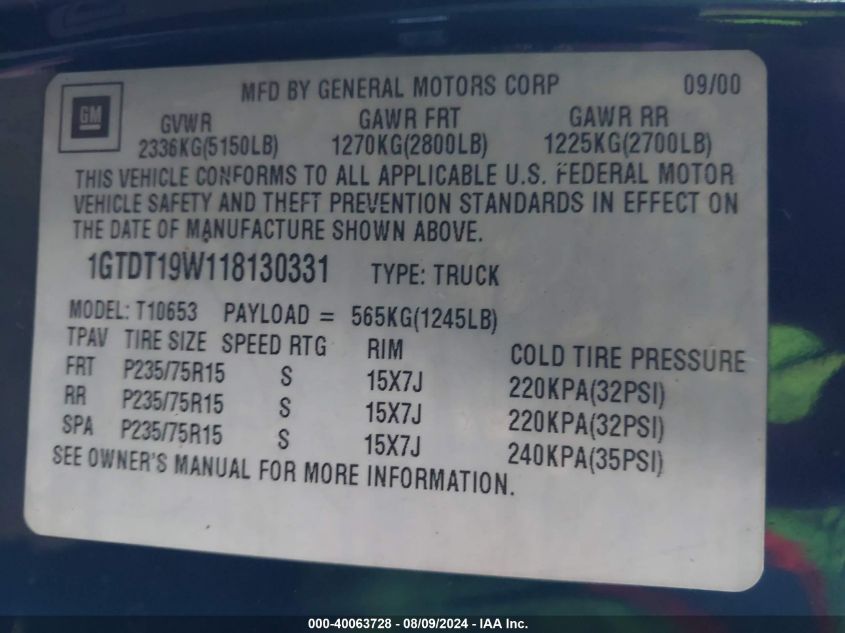 MFD BY GENERAL MOTORS CORP 09/00
GM
GVWR GAWR FRT GAWR RR
2336KG(5150LB) 1270KG(2800LB) 1225KG(2700LB)
THIS VEHICLE CONFORMS TO ALL APPLICABLE U.S. FEDERAL MOTOR
VEHICLE SAFETY AND THEFT PREVENTION STANDARDS IN EFFECT ON
THE DATE OF MANUFACTURE SHOWN ABOVE.
1GTDT19W118130331 TYPE: TRUCK
MODEL: T10653 PAYLOAD = 565KG(1245LB)
TPAV TIRE SIZE SPEED RTG RIM COLD TIRE PRESSURE
FRT P235/75R15 S 15X7J 220KPA(32PSI)
RR P235/75R15 S 15X7J 220KPA(32PSI)
SPA P235/75R15 S 15X7J 240KPA(35PSI)
SEE OWNER'S MANUAL FOR MORE INFORMATION.
000-40063728 - 08/09/2024 - IAA Inc.